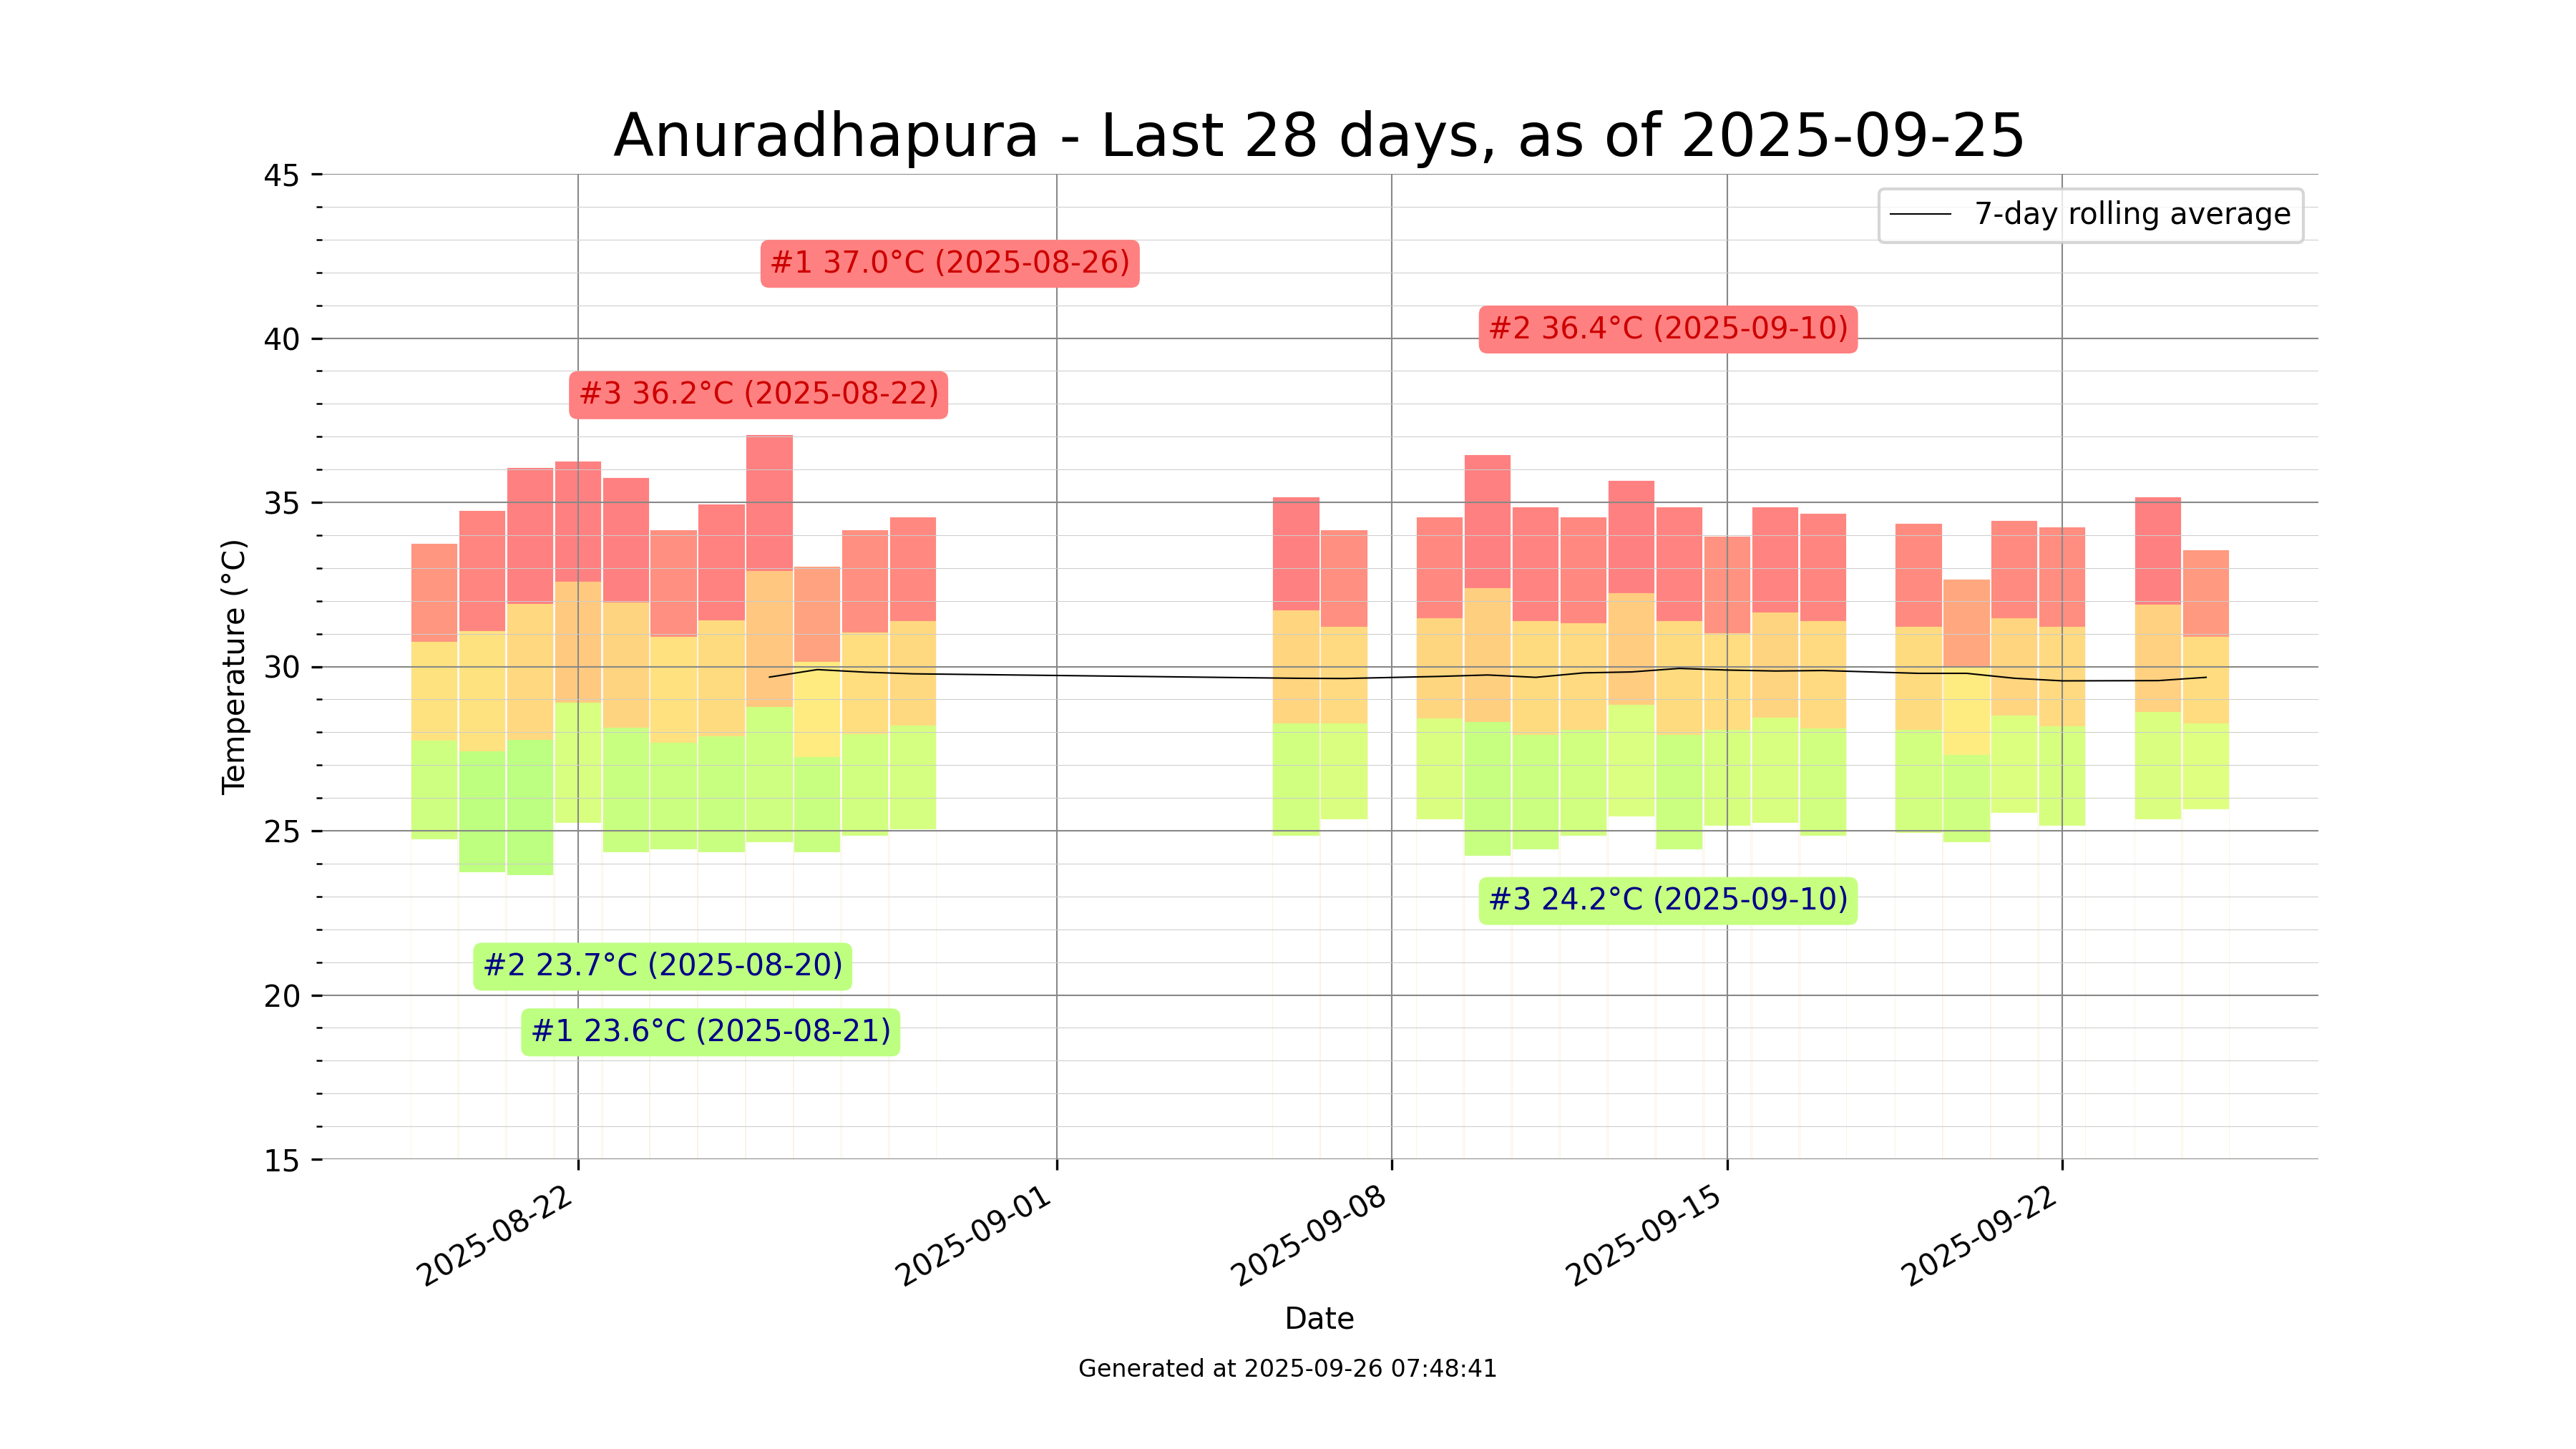 Anuradhapura - Last 28 days, as of 2025-09-25
45
7-day rolling average
#1 37.0°C (2025-08-26)
#2 36.4°C (2025-09-10)
40
#3 36.2°C (2025-08-22)
35
Temperature (°C)
30
25
#3 24.2°C (2025-09-10)
#2 23.7°C (2025-08-20)
20
#1 23.6°C (2025-08-21)
15
2025-08-22
2025-09-01
2025-09-08
2025-09-15
2025-09-22
Date
Generated at 2025-09-26 07:48:41